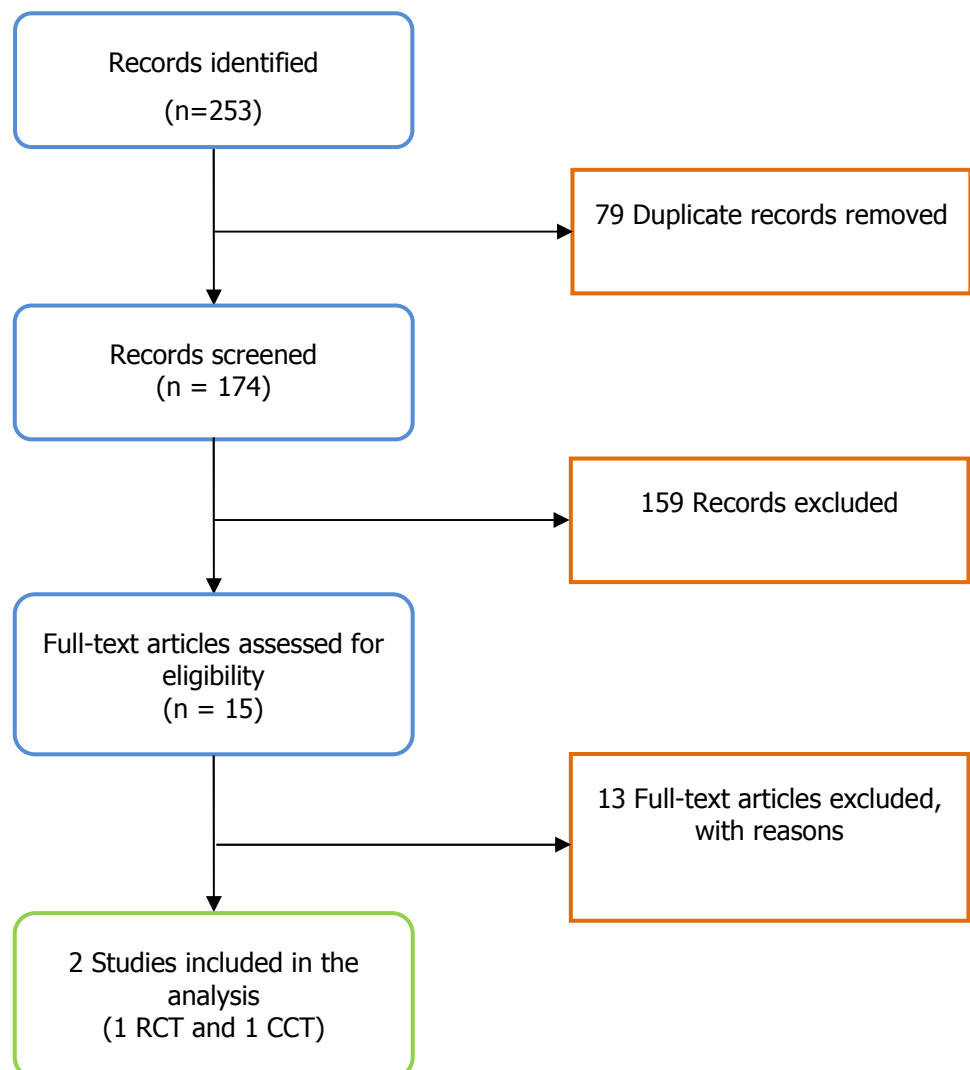 Records identified
(n=253)
79 Duplicate records removed
Records screened
(n = 174)
159 Records excluded
Full-text articles assessed for
eligibility
(n = 15)
13 Full-text articles excluded,
with reasons
2 Studies included in the
analysis
(1 RCT and 1 CCT)